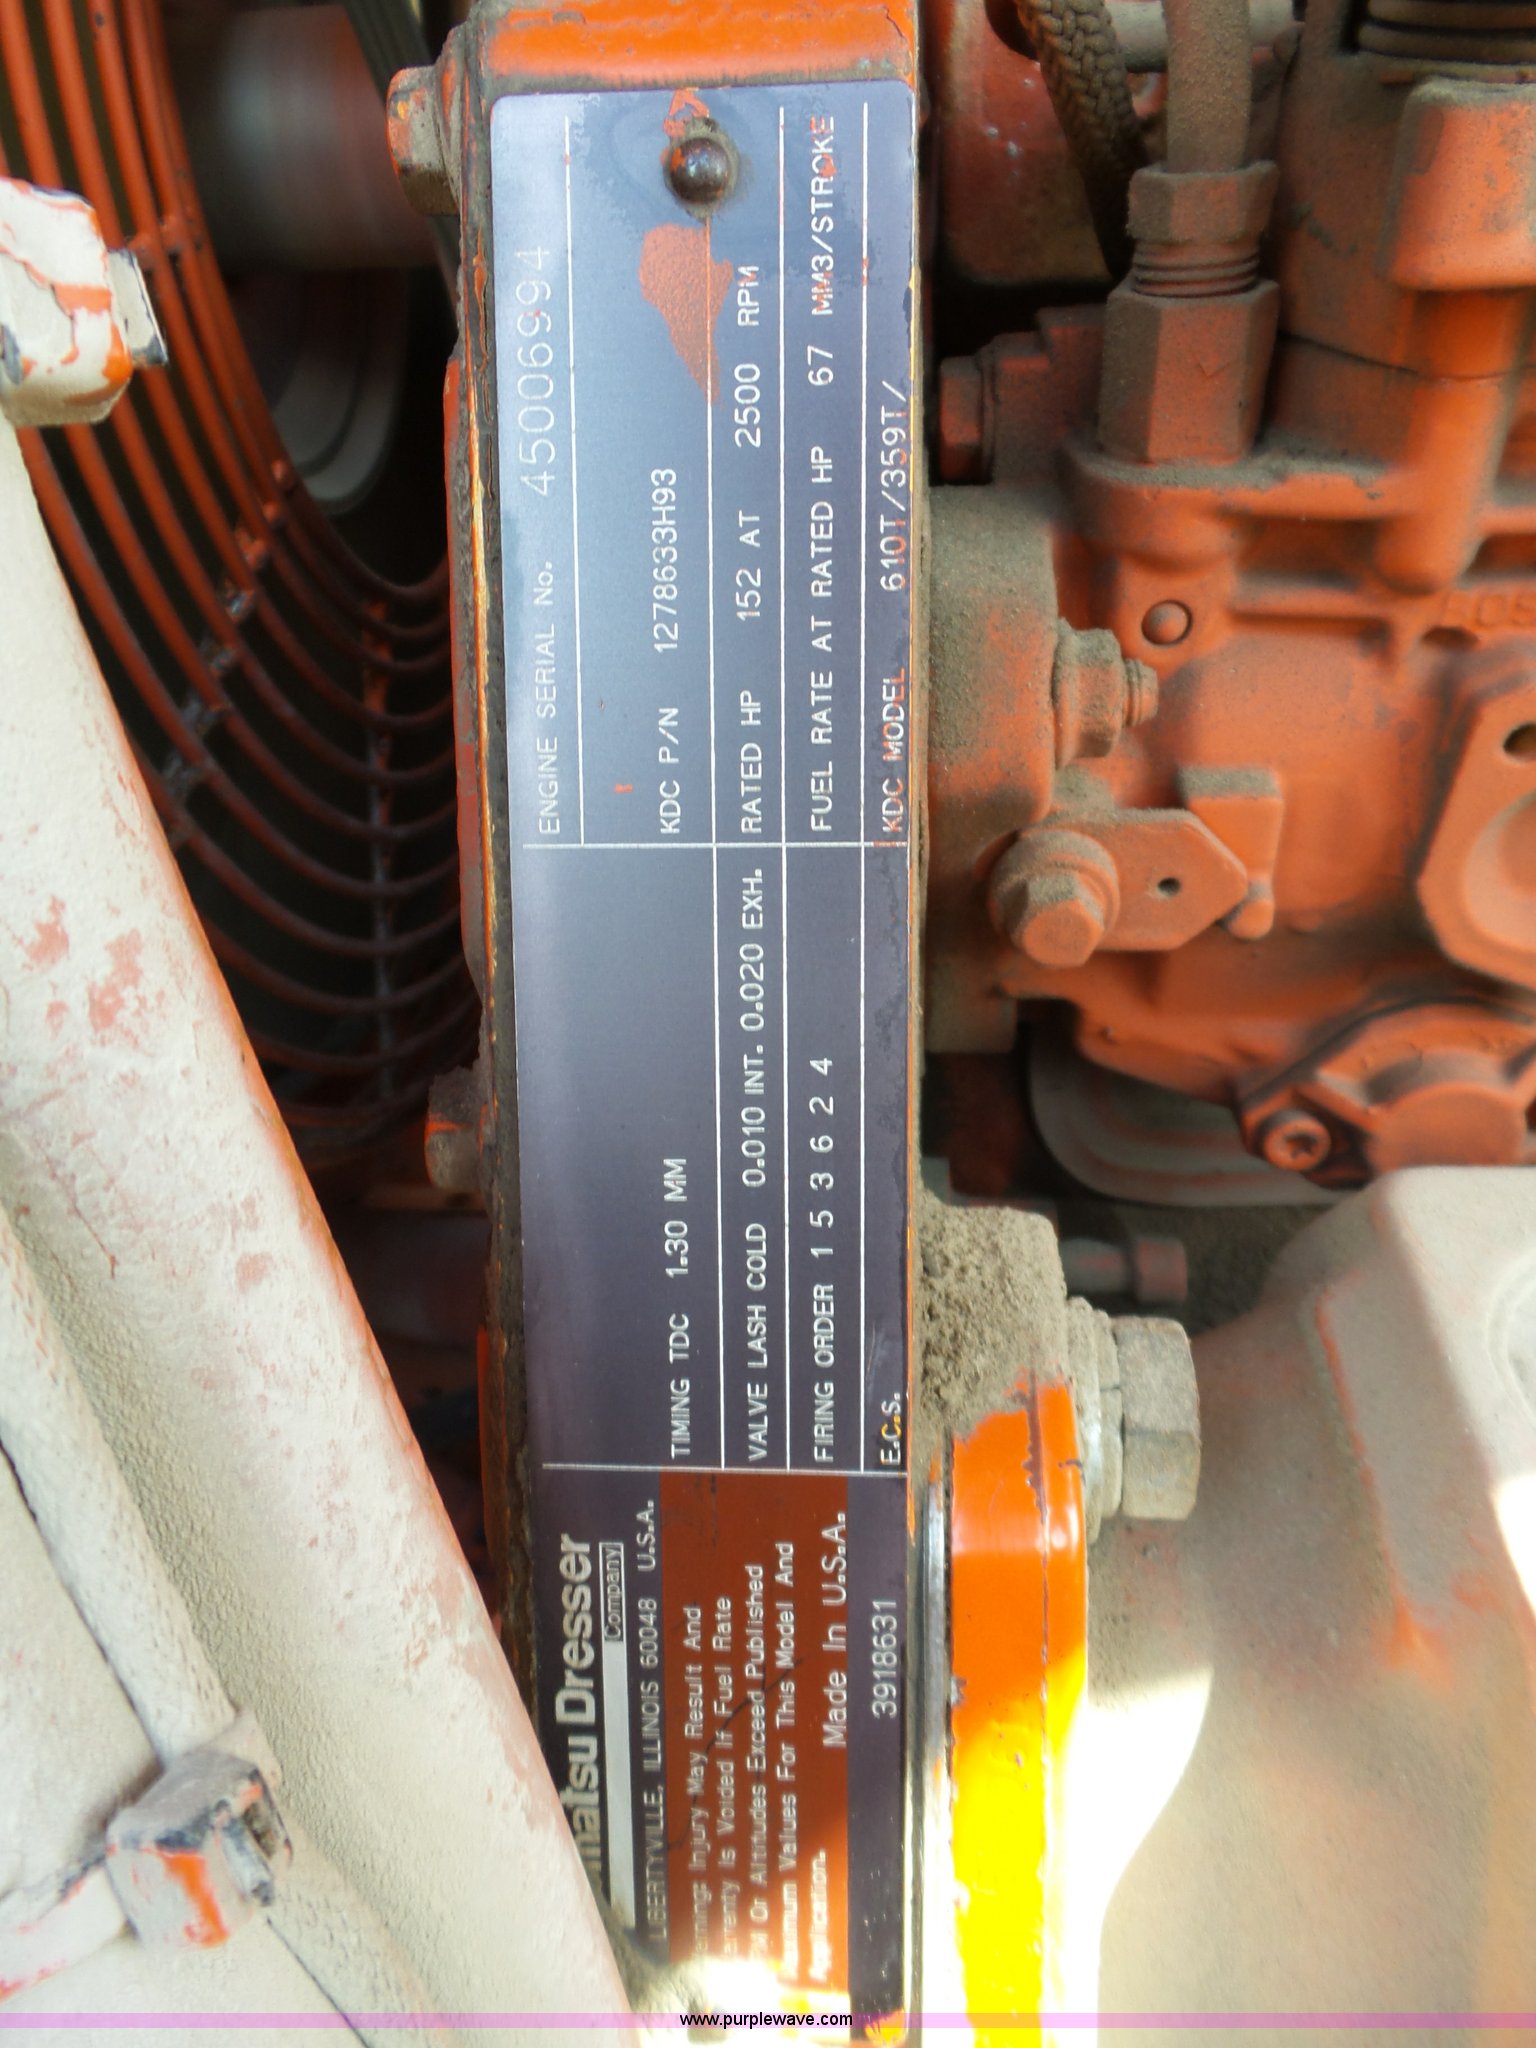 Dresser
Company
LIBERTYVILLE, ILLINOIS 60048 U.S.A.
Injury May Result And
Is Voided If Fuel Rate
Or Altitudes Exceed Published
Values For This Model And
Application.
Made In U.S.A.
3918631
TIMING TDC 1.30 MM
VALVE LASH COLD 0.010 INT. 0.020 EXH.
FIRING ORDER 1 5 3 6 2 4
E.C.S.
ENGINE SERIAL No. 45006994
KDC P/N 1278633H93
RATED HP 152 AT 2500 RPM
FUEL RATE AT RATED HP 67 MM3/STROKE
KDC MODEL 610T/359T/
www.purplewave.com